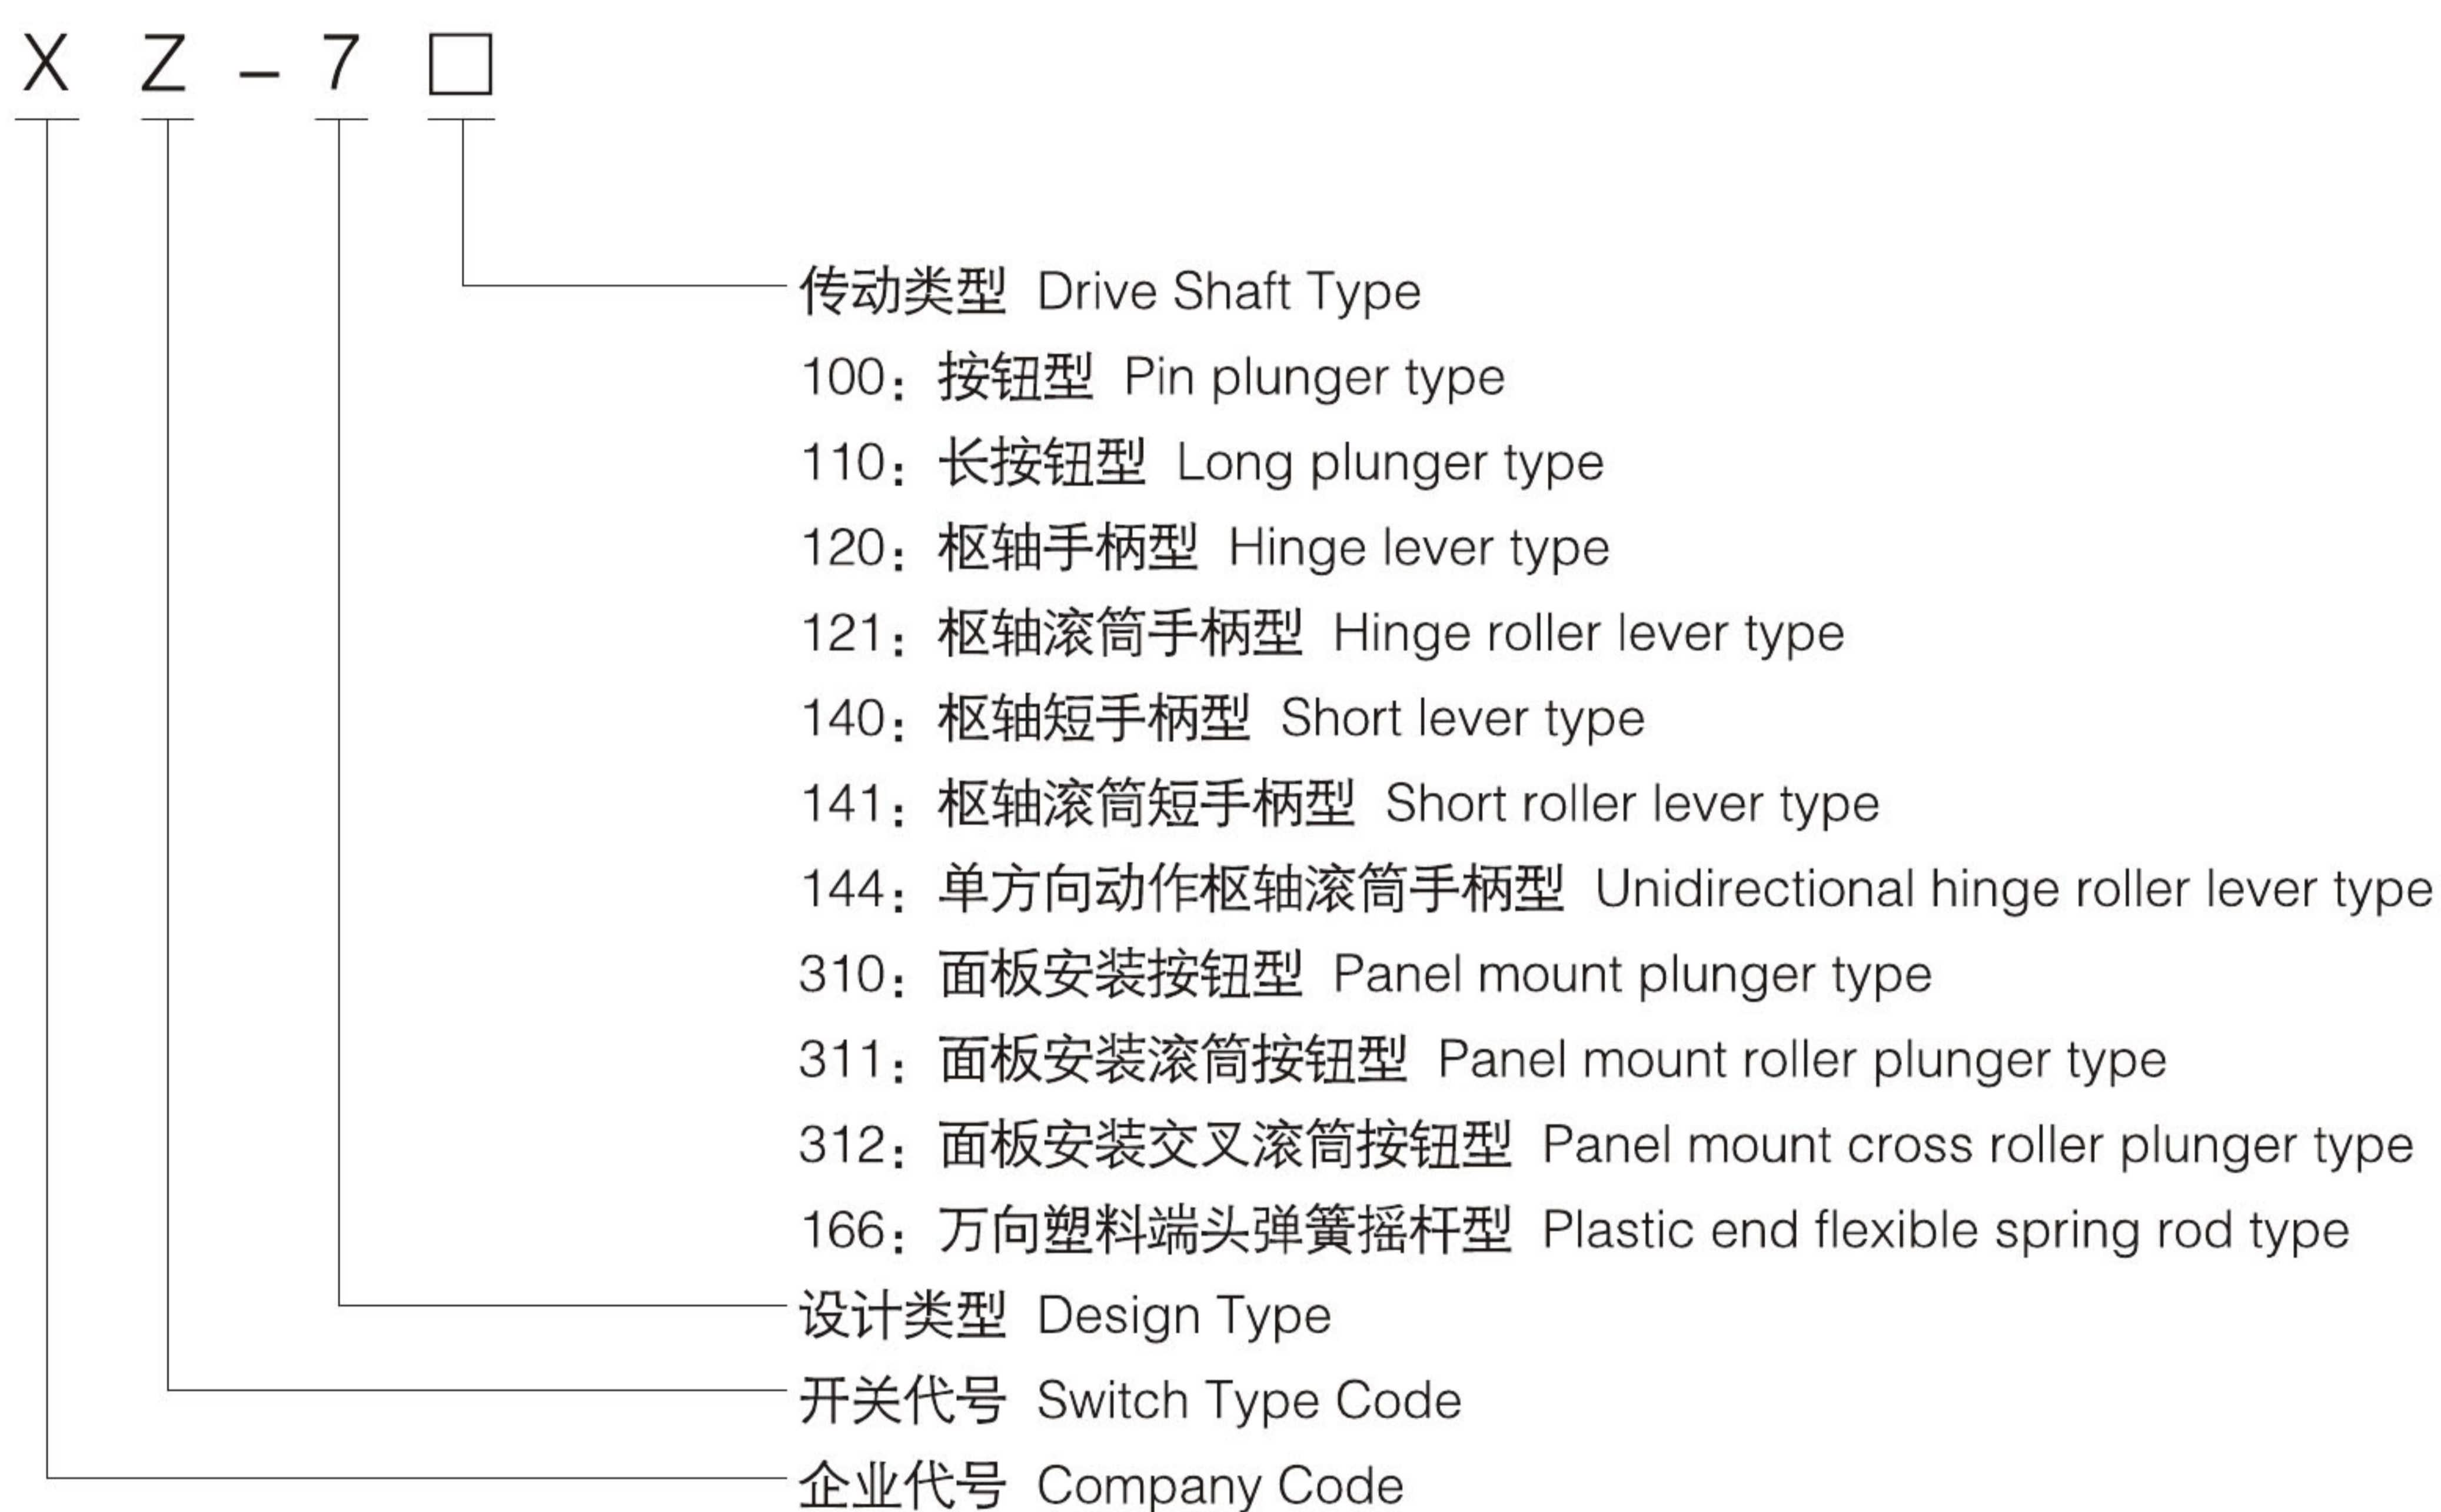 X Z – 7 □
传动类型 Drive Shaft Type
100：按钮型 Pin plunger type
110：长按钮型 Long plunger type
120：枢轴手柄型 Hinge lever type
121：枢轴滚筒手柄型 Hinge roller lever type
140：枢轴短手柄型 Short lever type
141：枢轴滚筒短手柄型 Short roller lever type
144：单方向动作枢轴滚筒手柄型 Unidirectional hinge roller lever type
310：面板安装按钮型 Panel mount plunger type
311：面板安装滚筒按钮型 Panel mount roller plunger type
312：面板安装交叉滚筒按钮型 Panel mount cross roller plunger type
166：万向塑料端头弹簧摇杆型 Plastic end flexible spring rod type
设计类型 Design Type
开关代号 Switch Type Code
企业代号 Company Code